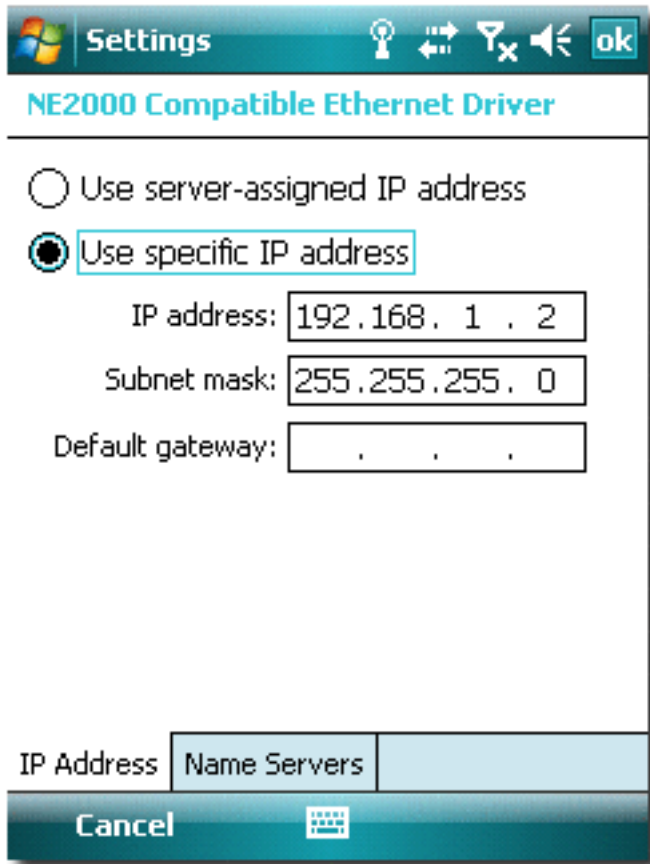 Settings
ok
NE2000 Compatible Ethernet Driver
Use server-assigned IP address
Use specific IP address
IP address: 192.168. 1 . 2
Subnet mask: 255.255.255. 0
Default gateway: . . .
IP Address Name Servers
Cancel